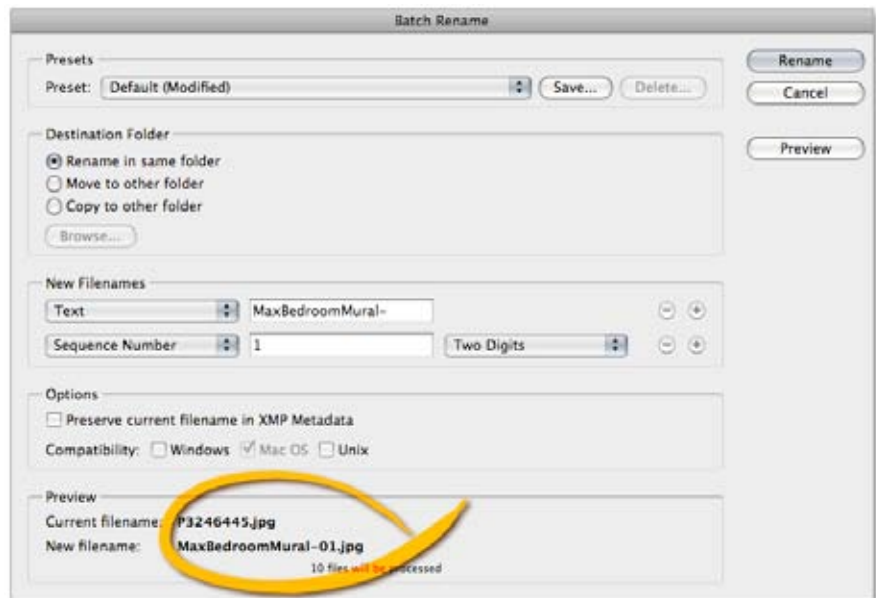 Batch Rename
Presets
Preset: Default (Modified) Save... Delete...
Rename
Cancel
Preview
Destination Folder
Rename in same folder
Move to other folder
Copy to other folder
Browse...
New Filenames
Text MaxBedroomMural-
Sequence Number 1 Two Digits
Options
Preserve current filename in XMP Metadata
Compatibility: Windows Mac OS Unix
Preview
Current filename: P3246445.jpg
New filename: MaxBedroomMural-01.jpg
10 files will be processed